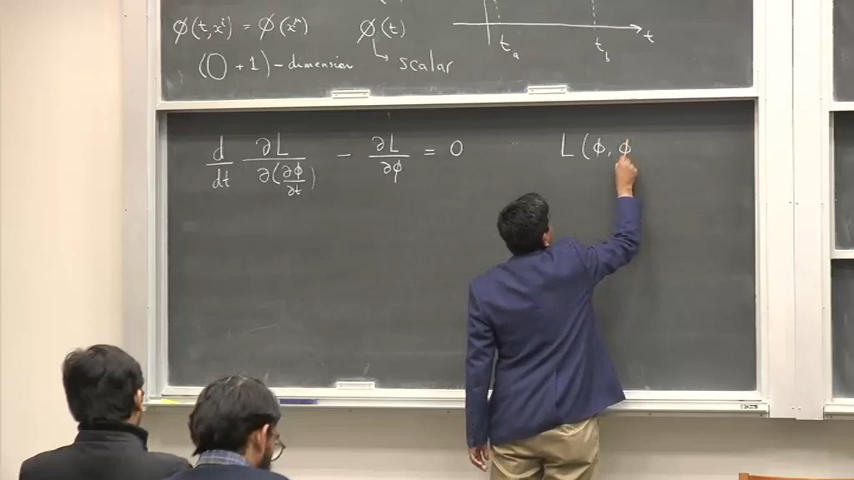 ∅(t,xⁱ) = ∅(x^μ) ∅(t)
(0+1)-dimension scalar
t_a t_b t
d/dt ∂L/∂(∂ϕ/∂t) − ∂L/∂ϕ = 0 L(ϕ, ϕ